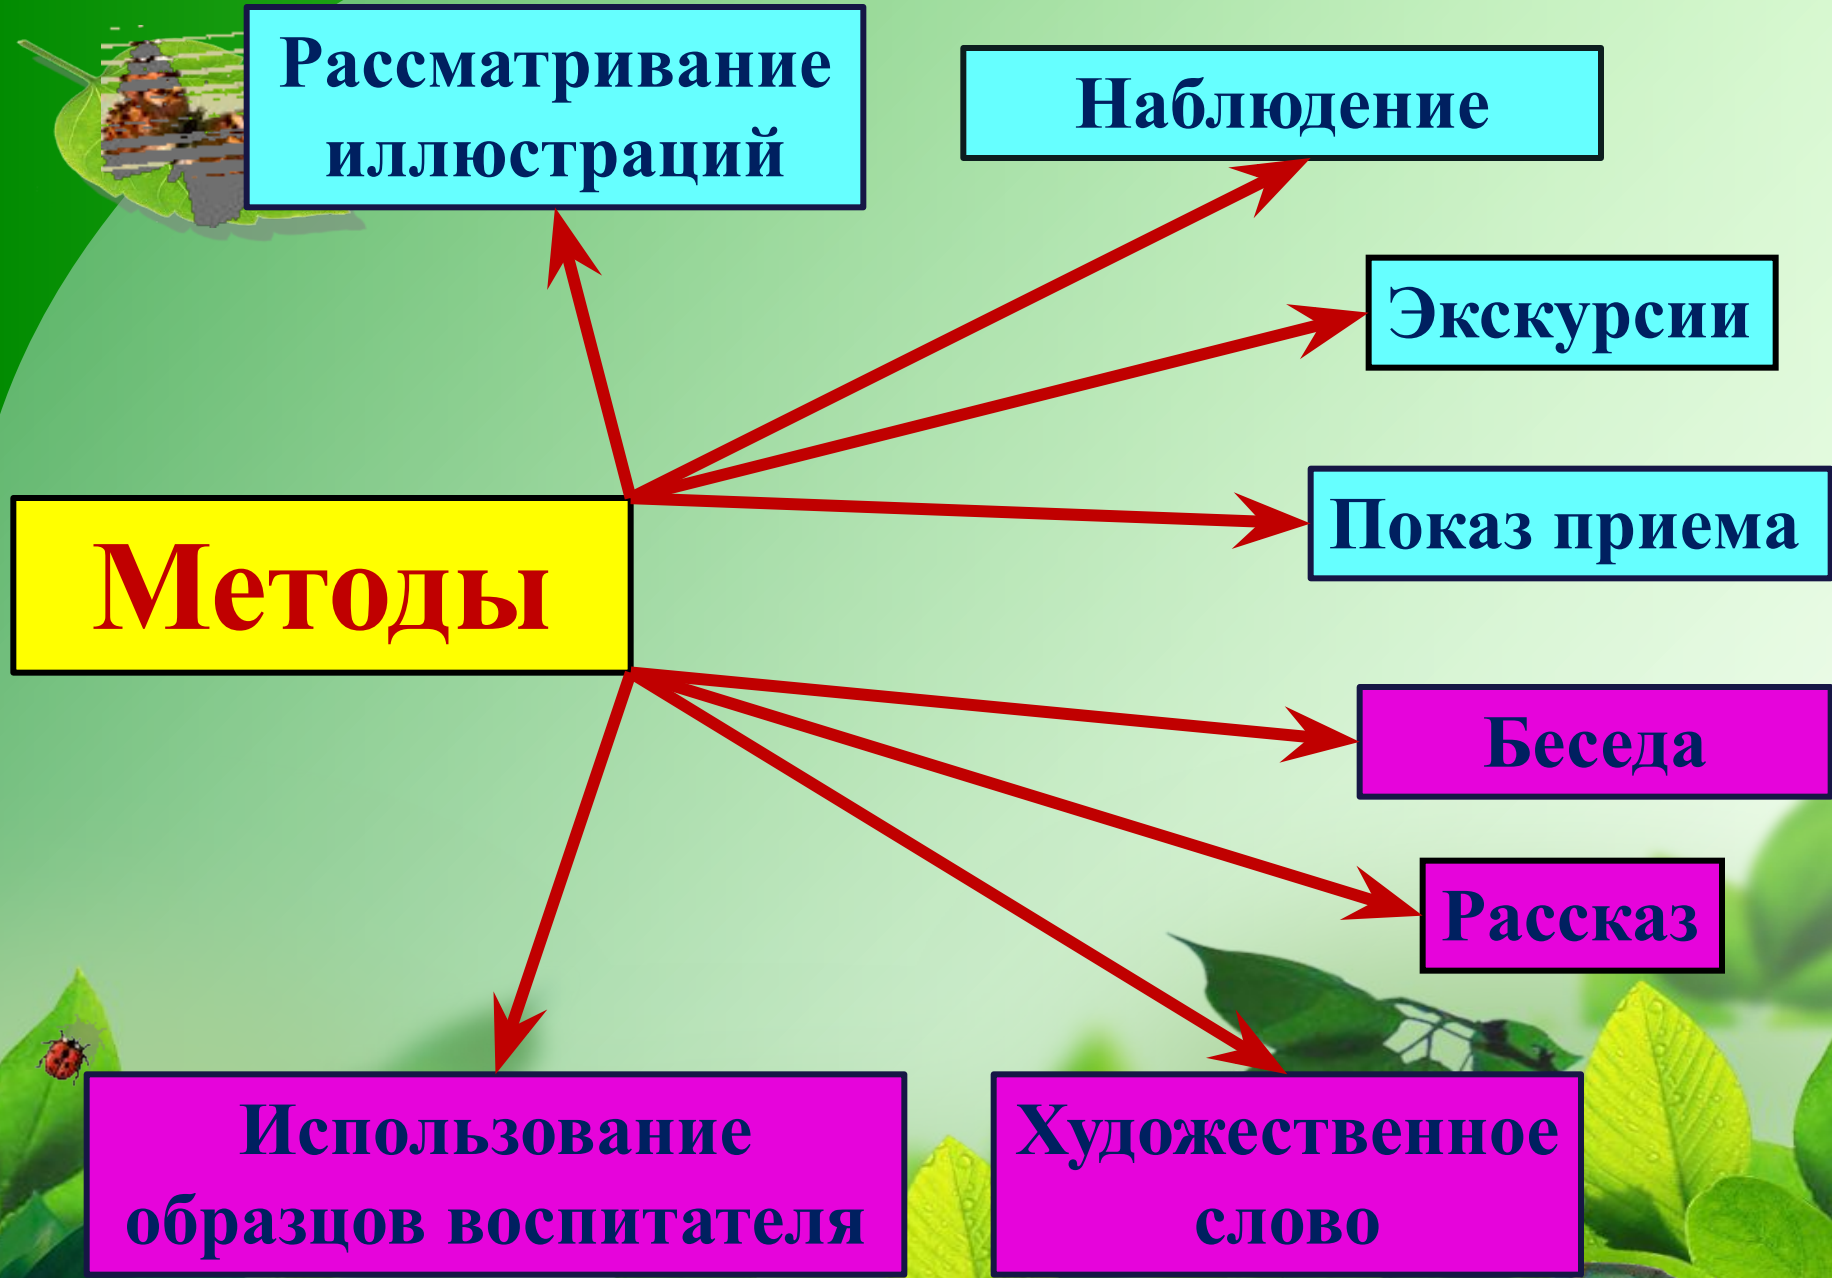 Рассматривание
иллюстраций
Наблюдение
Экскурсии
Показ приема
Методы
Беседа
Рассказ
Использование
образцов воспитателя
Художественное
слово